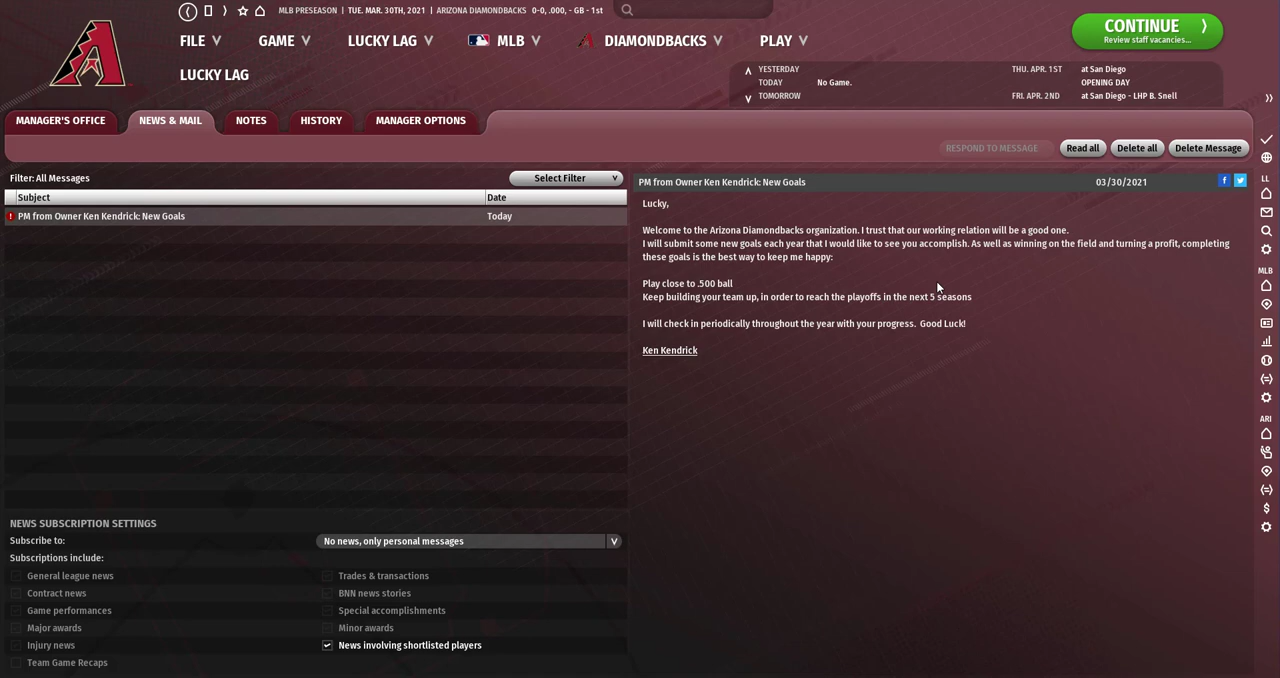 MLB PRESEASON | TUE. MAR. 30TH, 2021 | ARIZONA DIAMONDBACKS 0-0, .000, - GB - 1st
FILE GAME LUCKY LAG MLB DIAMONDBACKS PLAY
CONTINUE
Review staff vacancies...
LUCKY LAG
YESTERDAY THU. APR. 1ST at San Diego
TODAY No Game. OPENING DAY
TOMORROW FRI. APR. 2ND at San Diego - LHP B. Snell
MANAGER'S OFFICE NEWS & MAIL NOTES HISTORY MANAGER OPTIONS
RESPOND TO MESSAGE Read all Delete all Delete Message
Filter: All Messages Select Filter
Subject Date
PM from Owner Ken Kendrick: New Goals Today
PM from Owner Ken Kendrick: New Goals 03/30/2021
Lucky,
Welcome to the Arizona Diamondbacks organization. I trust that our working relation will be a good one.
I will submit some new goals each year that I would like to see you accomplish. As well as winning on the field and turning a profit, completing
these goals is the best way to keep me happy:
Play close to .500 ball
Keep building your team up, in order to reach the playoffs in the next 5 seasons
I will check in periodically throughout the year with your progress. Good Luck!
Ken Kendrick
NEWS SUBSCRIPTION SETTINGS
Subscribe to: No news, only personal messages
Subscriptions include:
General league news Trades & transactions
Contract news BNN news stories
Game performances Special accomplishments
Major awards Minor awards
Injury news News involving shortlisted players
Team Game Recaps
LL
MLB
ARI